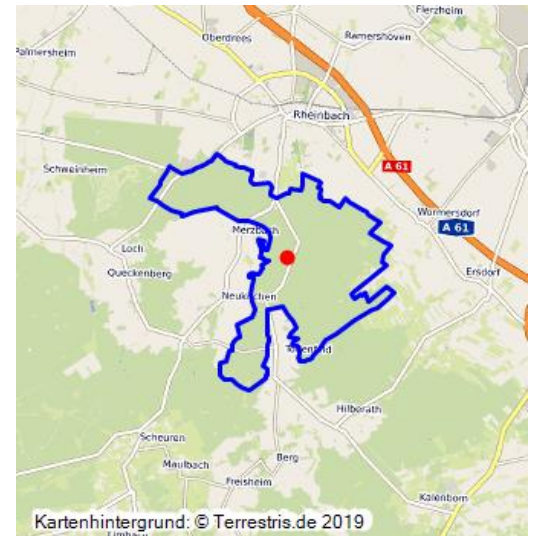 Flerzheim
Oberdrees
Ramershoven
Palmersheim
Rheinbach
A 61
Schweinheim
Wormersdorf
Merzbach
A 61
Loch
Queckenberg
Ersdorf
Neukirchen
Todenfeld
Hilberath
Scheuren
Berg
Maulbach
Freisheim
Kalenborn
Kartenhintergrund: © Terrestris.de 2019